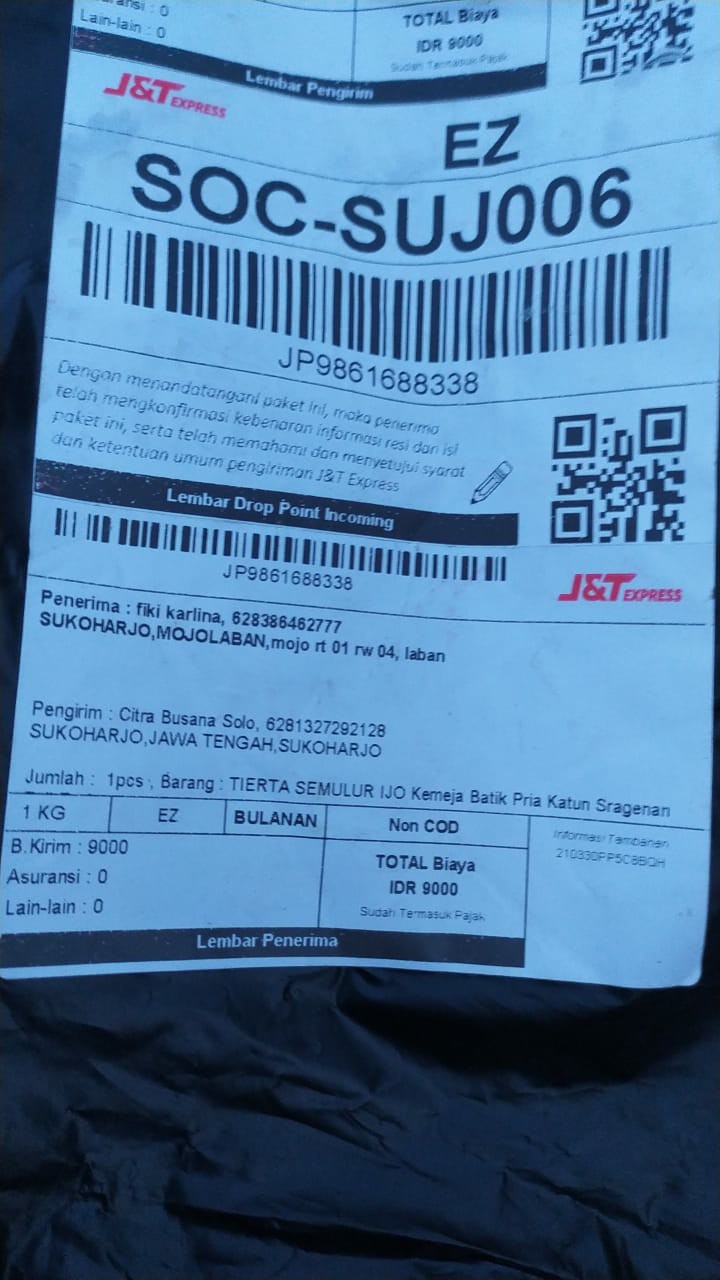 Asuransi : 0
Lain-lain : 0
TOTAL Biaya
IDR 9000
Sudah Termasuk Pajak
Lembar Pengirim
J&T EXPRESS
EZ
SOC-SUJ006
JP9861688338
Dengan menandatangani paket ini, maka penerima
telah mengkonfirmasi kebenaran informasi resi dan isi
paket ini, serta telah memahami dan menyetujui syarat
dan ketentuan umum pengiriman J&T Express
Lembar Drop Point Incoming
JP9861688338
J&T EXPRESS
Penerima : fiki karlina, 628386462777
SUKOHARJO,MOJOLABAN,mojo rt 01 rw 04, laban
Pengirim : Citra Busana Solo, 6281327292128
SUKOHARJO,JAWA TENGAH,SUKOHARJO
Jumlah : 1pcs , Barang : TIERTA SEMULUR IJO Kemeja Batik Pria Katun Sragenan
1 KG EZ BULANAN Non COD
B.Kirim : 9000
Asuransi : 0
Lain-lain : 0
TOTAL Biaya
IDR 9000
Sudah Termasuk Pajak
Informasi Tambahan
Lembar Penerima